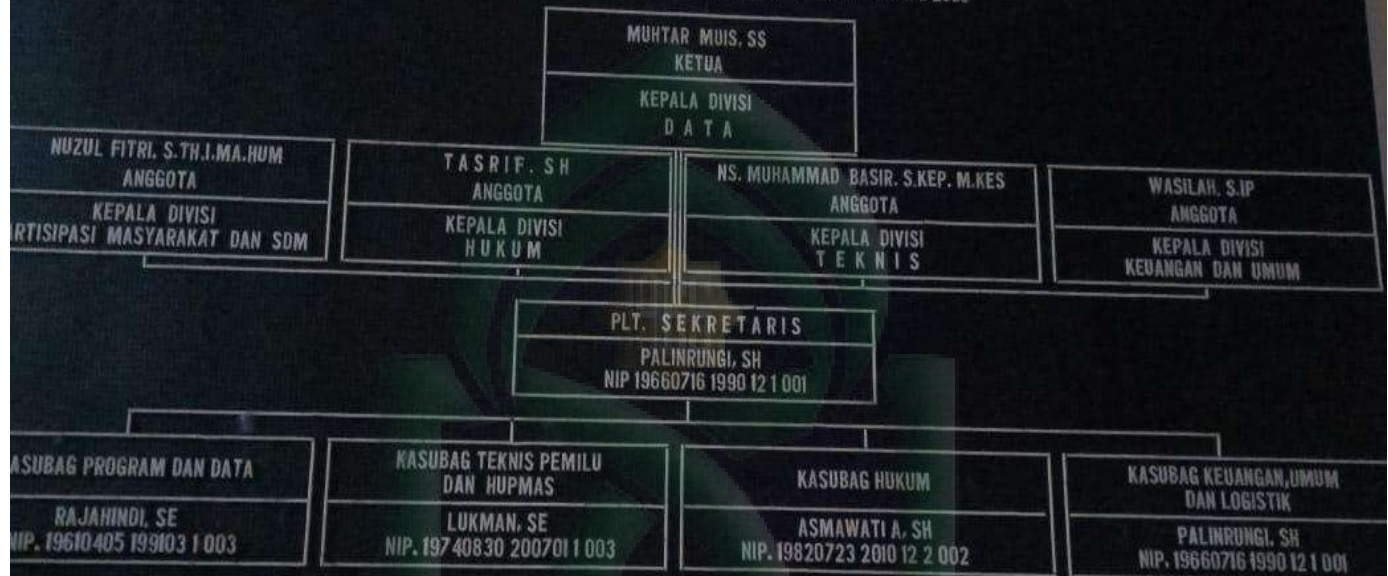 MUHTAR MUIS, SS
KETUA
KEPALA DIVISI
D A T A
NUZUL FITRI, S.TH.I.MA.HUM
ANGGOTA
KEPALA DIVISI
RTISIPASI MASYARAKAT DAN SDM
TASRIF. SH
ANGGOTA
KEPALA DIVISI
HUKUM
NS. MUHAMMAD BASIR. S.KEP. M.KES
ANGGOTA
KEPALA DIVISI
TEKNIS
WASILAH, S.IP
ANGGOTA
KEPALA DIVISI
KEUANGAN DAN UMUM
PLT. SEKRETARIS
PALINRUNGI, SH
NIP 19660716 1990 12 1 001
ASUBAG PROGRAM DAN DATA
RAJAHINDI, SE
NIP. 19610405 199103 1 003
KASUBAG TEKNIS PEMILU
DAN HUPMAS
LUKMAN, SE
NIP. 19740830 200701 1 003
KASUBAG HUKUM
ASMAWATI A, SH
NIP. 19820723 2010 12 2 002
KASUBAG KEUANGAN,UMUM
DAN LOGISTIK
PALINRUNGI, SH
NIP. 19660716 1990 12 1 001